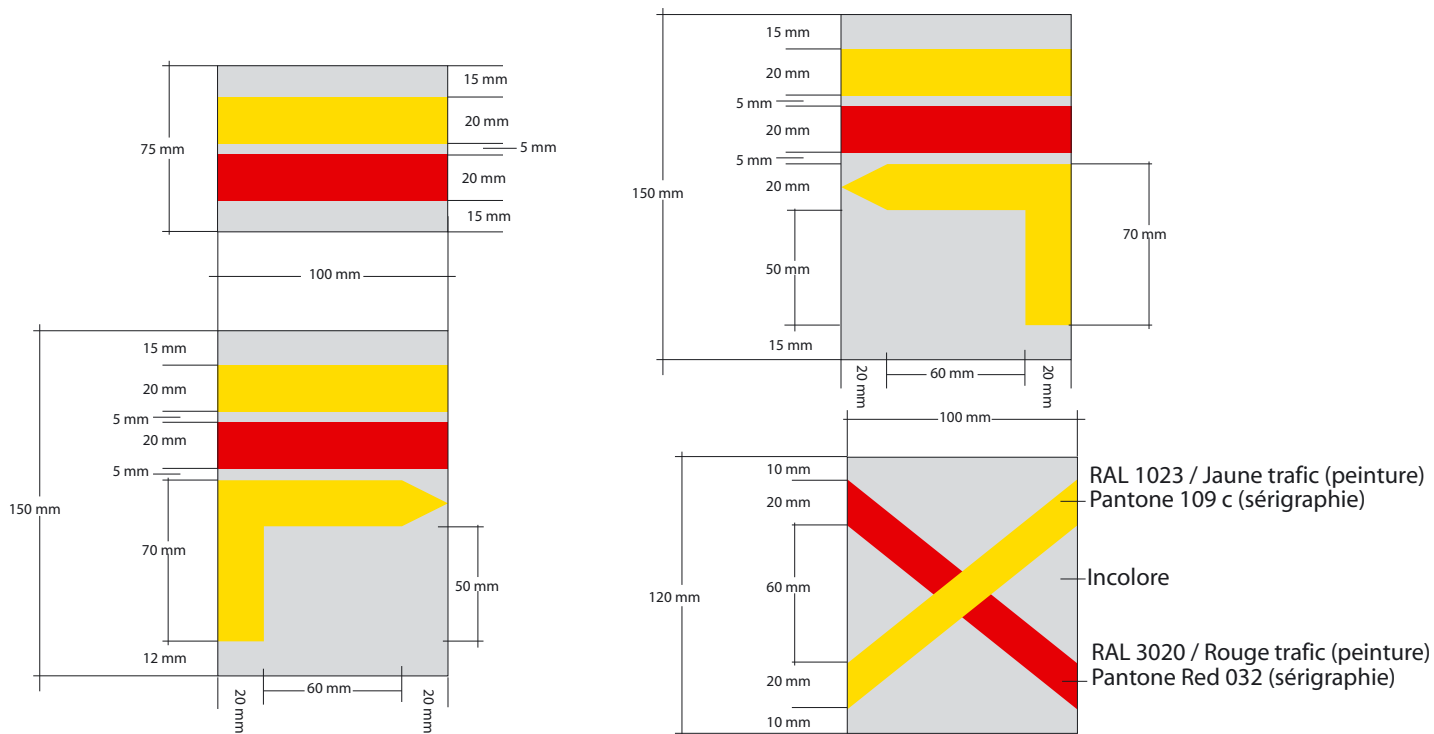 15 mm
20 mm
5 mm
75 mm
20 mm
15 mm
100 mm
15 mm
20 mm
5 mm
20 mm
5 mm
150 mm
70 mm
50 mm
12 mm
20 mm
60 mm
20 mm
15 mm
20 mm
5 mm
20 mm
5 mm
20 mm
150 mm
70 mm
50 mm
15 mm
20 mm
60 mm
20 mm
100 mm
10 mm
20 mm
60 mm
120 mm
20 mm
10 mm
RAL 1023 / Jaune trafic (peinture)
Pantone 109 c (sérigraphie)
Incolore
RAL 3020 / Rouge trafic (peinture)
Pantone Red 032 (sérigraphie)